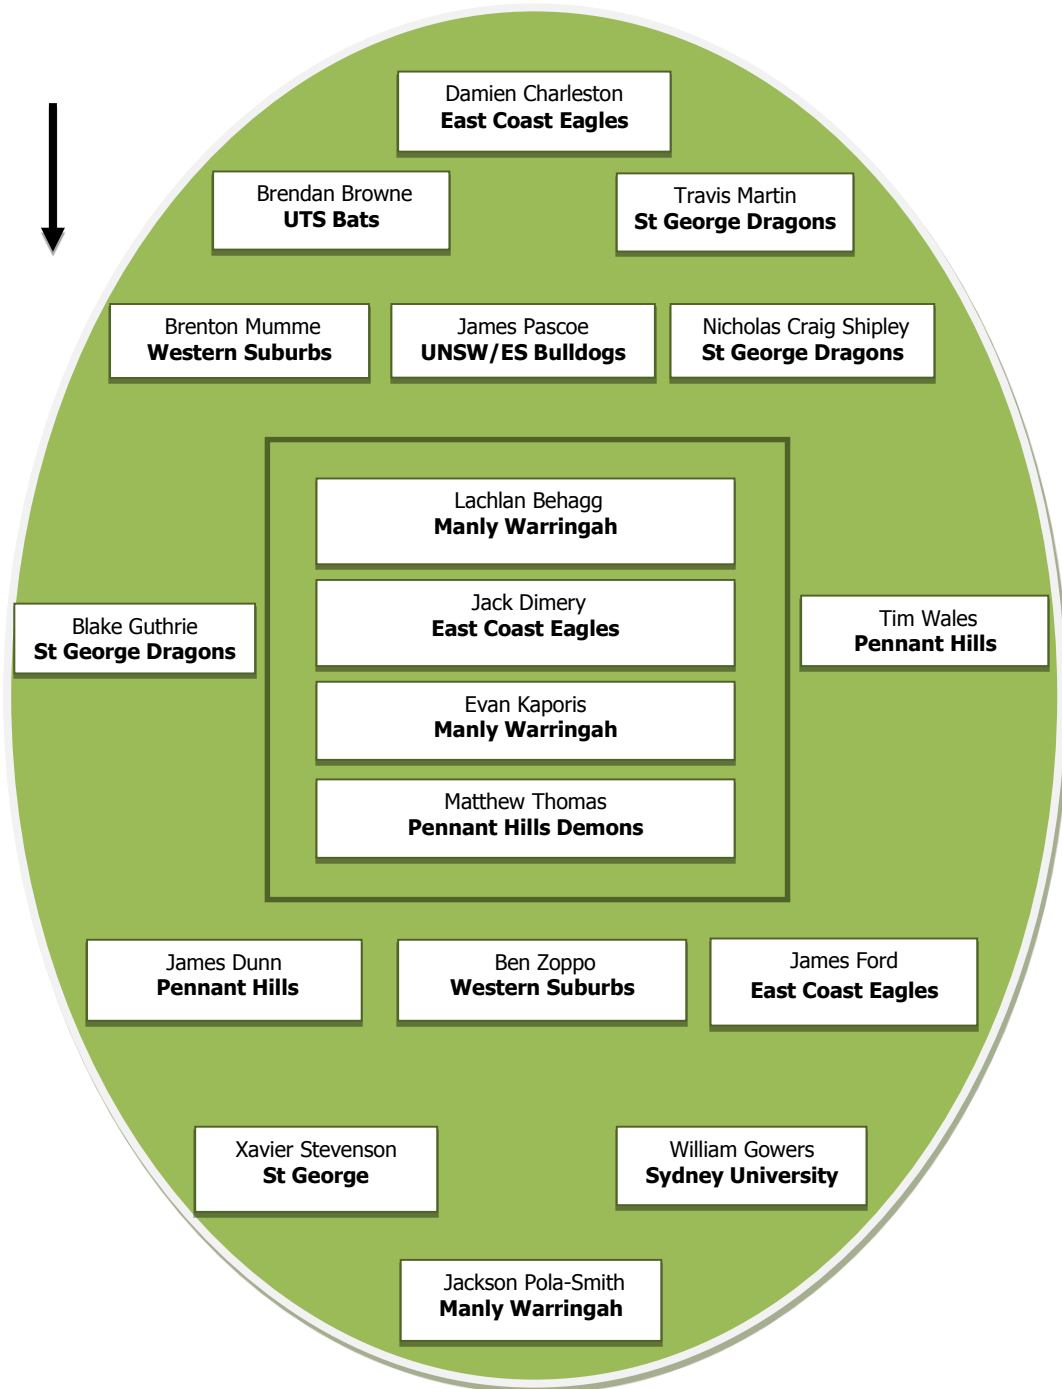 Damien Charleston
East Coast Eagles
Brendan Browne
UTS Bats
Travis Martin
St George Dragons
Brenton Mumme
Western Suburbs
James Pascoe
UNSW/ES Bulldogs
Nicholas Craig Shipley
St George Dragons
Lachlan Behagg
Manly Warringah
Jack Dimery
East Coast Eagles
Blake Guthrie
St George Dragons
Tim Wales
Pennant Hills
Evan Kaporis
Manly Warringah
Matthew Thomas
Pennant Hills Demons
James Dunn
Pennant Hills
Ben Zoppo
Western Suburbs
James Ford
East Coast Eagles
Xavier Stevenson
St George
William Gowers
Sydney University
Jackson Pola-Smith
Manly Warringah